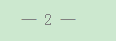 — 2 —